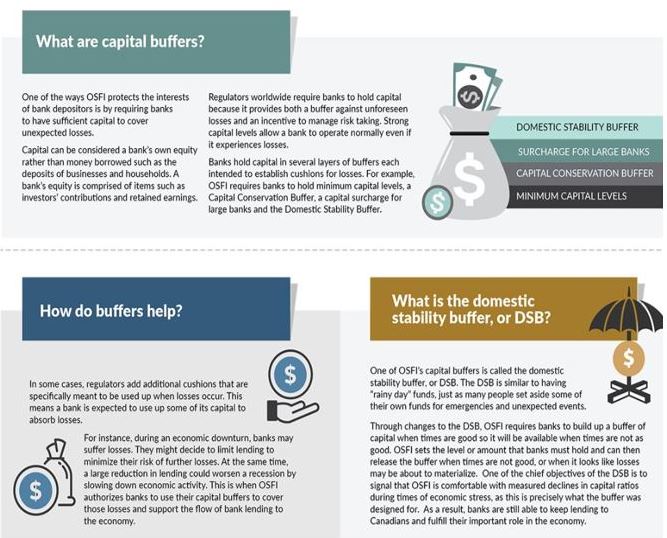 What are capital buffers?
One of the ways OSFI protects the interests
of bank depositors is by requiring banks
to have sufficient capital to cover
unexpected losses.
Capital can be considered a bank's own equity
rather than money borrowed such as the
deposits of businesses and households. A
bank's equity is comprised of items such as
investors' contributions and retained earnings.
Regulators worldwide require banks to hold capital
because it provides both a buffer against unforeseen
losses and an incentive to manage risk taking. Strong
capital levels allow a bank to operate normally even if
it experiences losses.
Banks hold capital in several layers of buffers each
intended to establish cushions for losses. For example,
OSFI requires banks to hold minimum capital levels, a
Capital Conservation Buffer, a capital surcharge for
large banks and the Domestic Stability Buffer.
$
$
$
DOMESTIC STABILITY BUFFER
SURCHARGE FOR LARGE BANKS
CAPITAL CONSERVATION BUFFER
MINIMUM CAPITAL LEVELS
How do buffers help?
In some cases, regulators add additional cushions that are
specifically meant to be used up when losses occur. This
means a bank is expected to use up some of its capital to
absorb losses.
$
For instance, during an economic downturn, banks may
suffer losses. They might decide to limit lending to
minimize their risk of further losses. At the same time,
a large reduction in lending could worsen a recession by
slowing down economic activity. This is when OSFI
authorizes banks to use their capital buffers to cover
those losses and support the flow of bank lending to
the economy.
$
What is the domestic
stability buffer, or DSB?
$
One of OSFI's capital buffers is called the domestic
stability buffer, or DSB. The DSB is similar to having
"rainy day" funds, just as many people set aside some of
their own funds for emergencies and unexpected events.
Through changes to the DSB, OSFI requires banks to build up a buffer of
capital when times are good so it will be available when times are not as
good. OSFI sets the level or amount that banks must hold and can then
release the buffer when times are not good, or when it looks like losses
may be about to materialize. One of the chief objectives of the DSB is to
signal that OSFI is comfortable with measured declines in capital ratios
during times of economic stress, as this is precisely what the buffer was
designed for. As a result, banks are still able to keep lending to
Canadians and fulfill their important role in the economy.